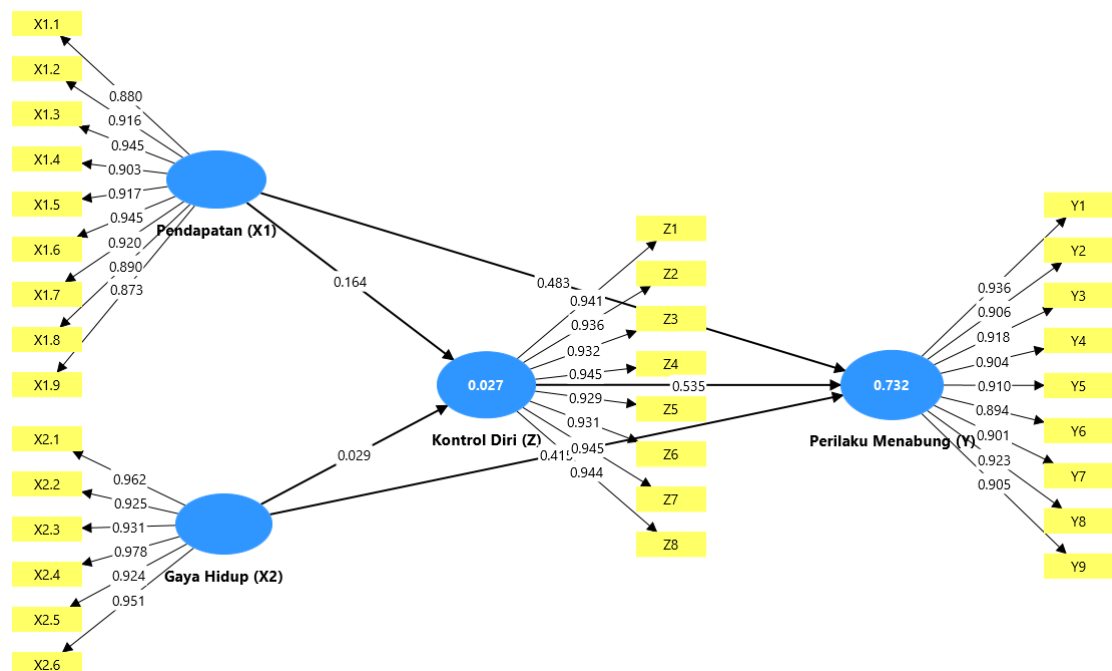 X1.1
X1.2
X1.3
X1.4
X1.5
X1.6
X1.7
X1.8
X1.9
0.880
0.916
0.945
0.903
0.917
0.945
0.920
0.890
0.873
Pendapatan (X1)
0.164
0.483
X2.1
X2.2
X2.3
X2.4
X2.5
X2.6
0.962
0.925
0.931
0.978
0.924
0.951
Gaya Hidup (X2)
0.029
0.027
Kontrol Diri (Z)
0.941
0.936
0.932
0.945
0.929
0.931
0.945
0.944
Z1
Z2
Z3
Z4
Z5
Z6
Z7
Z8
0.535
0.732
Perilaku Menabung (Y)
0.936
0.906
0.918
0.904
0.910
0.894
0.901
0.923
0.905
Y1
Y2
Y3
Y4
Y5
Y6
Y7
Y8
Y9